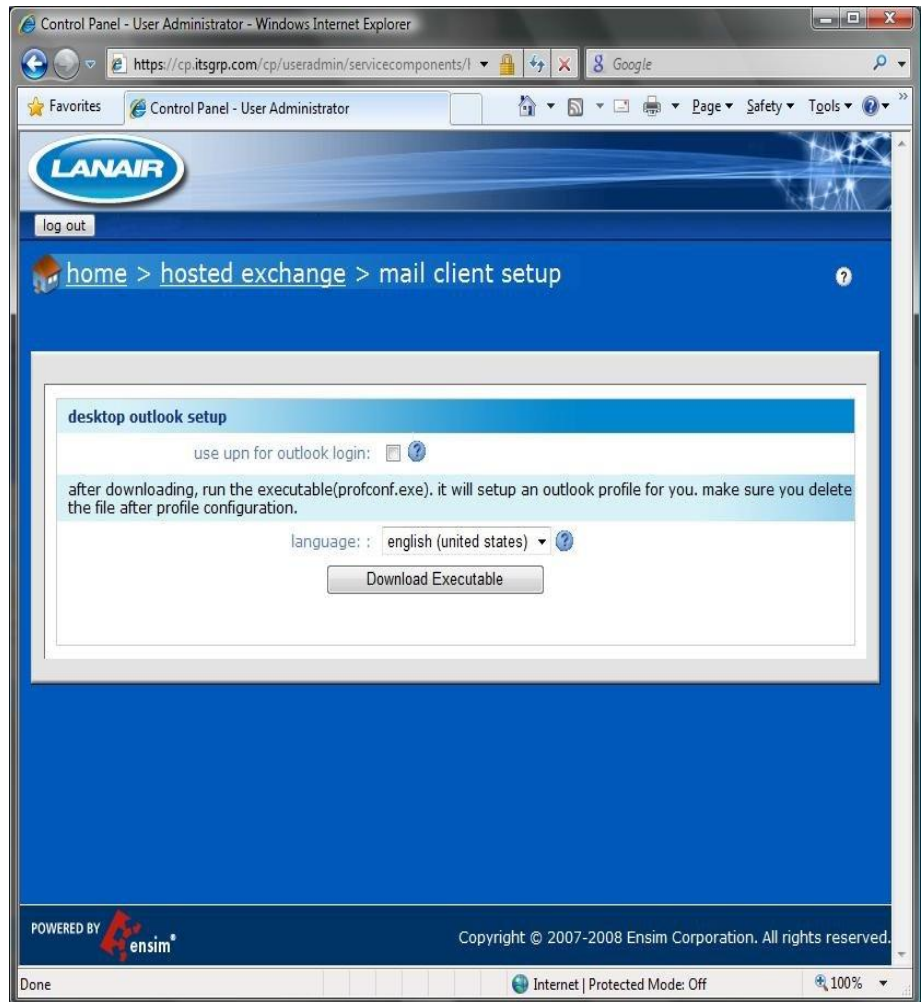 Control Panel - User Administrator - Windows Internet Explorer
https://cp.itsgrp.com/cp/useradmin/servicecomponents/
Google
Favorites
Control Panel - User Administrator
Page
Safety
Tools
LANAIR
log out
home > hosted exchange > mail client setup
desktop outlook setup
use upn for outlook login:
after downloading, run the executable(profconf.exe). it will setup an outlook profile for you. make sure you delete
the file after profile configuration.
language: : english (united states)
Download Executable
POWERED BY
ensim®
Copyright © 2007-2008 Ensim Corporation. All rights reserved.
Done
Internet | Protected Mode: Off
100%